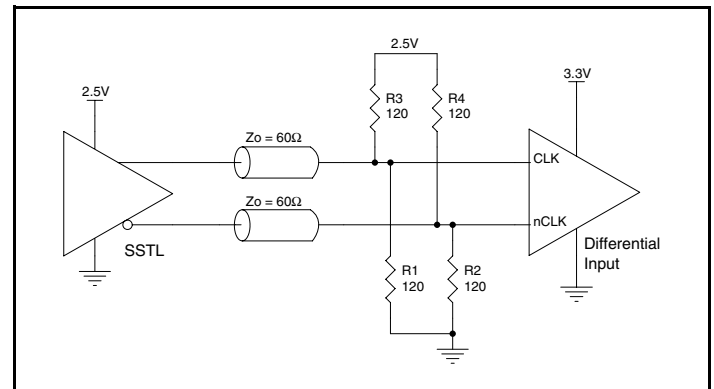 2.5V
3.3V
2.5V
R3
120
R4
120
Zo = 60Ω
CLK
Zo = 60Ω
nCLK
SSTL
Differential
Input
R1
120
R2
120